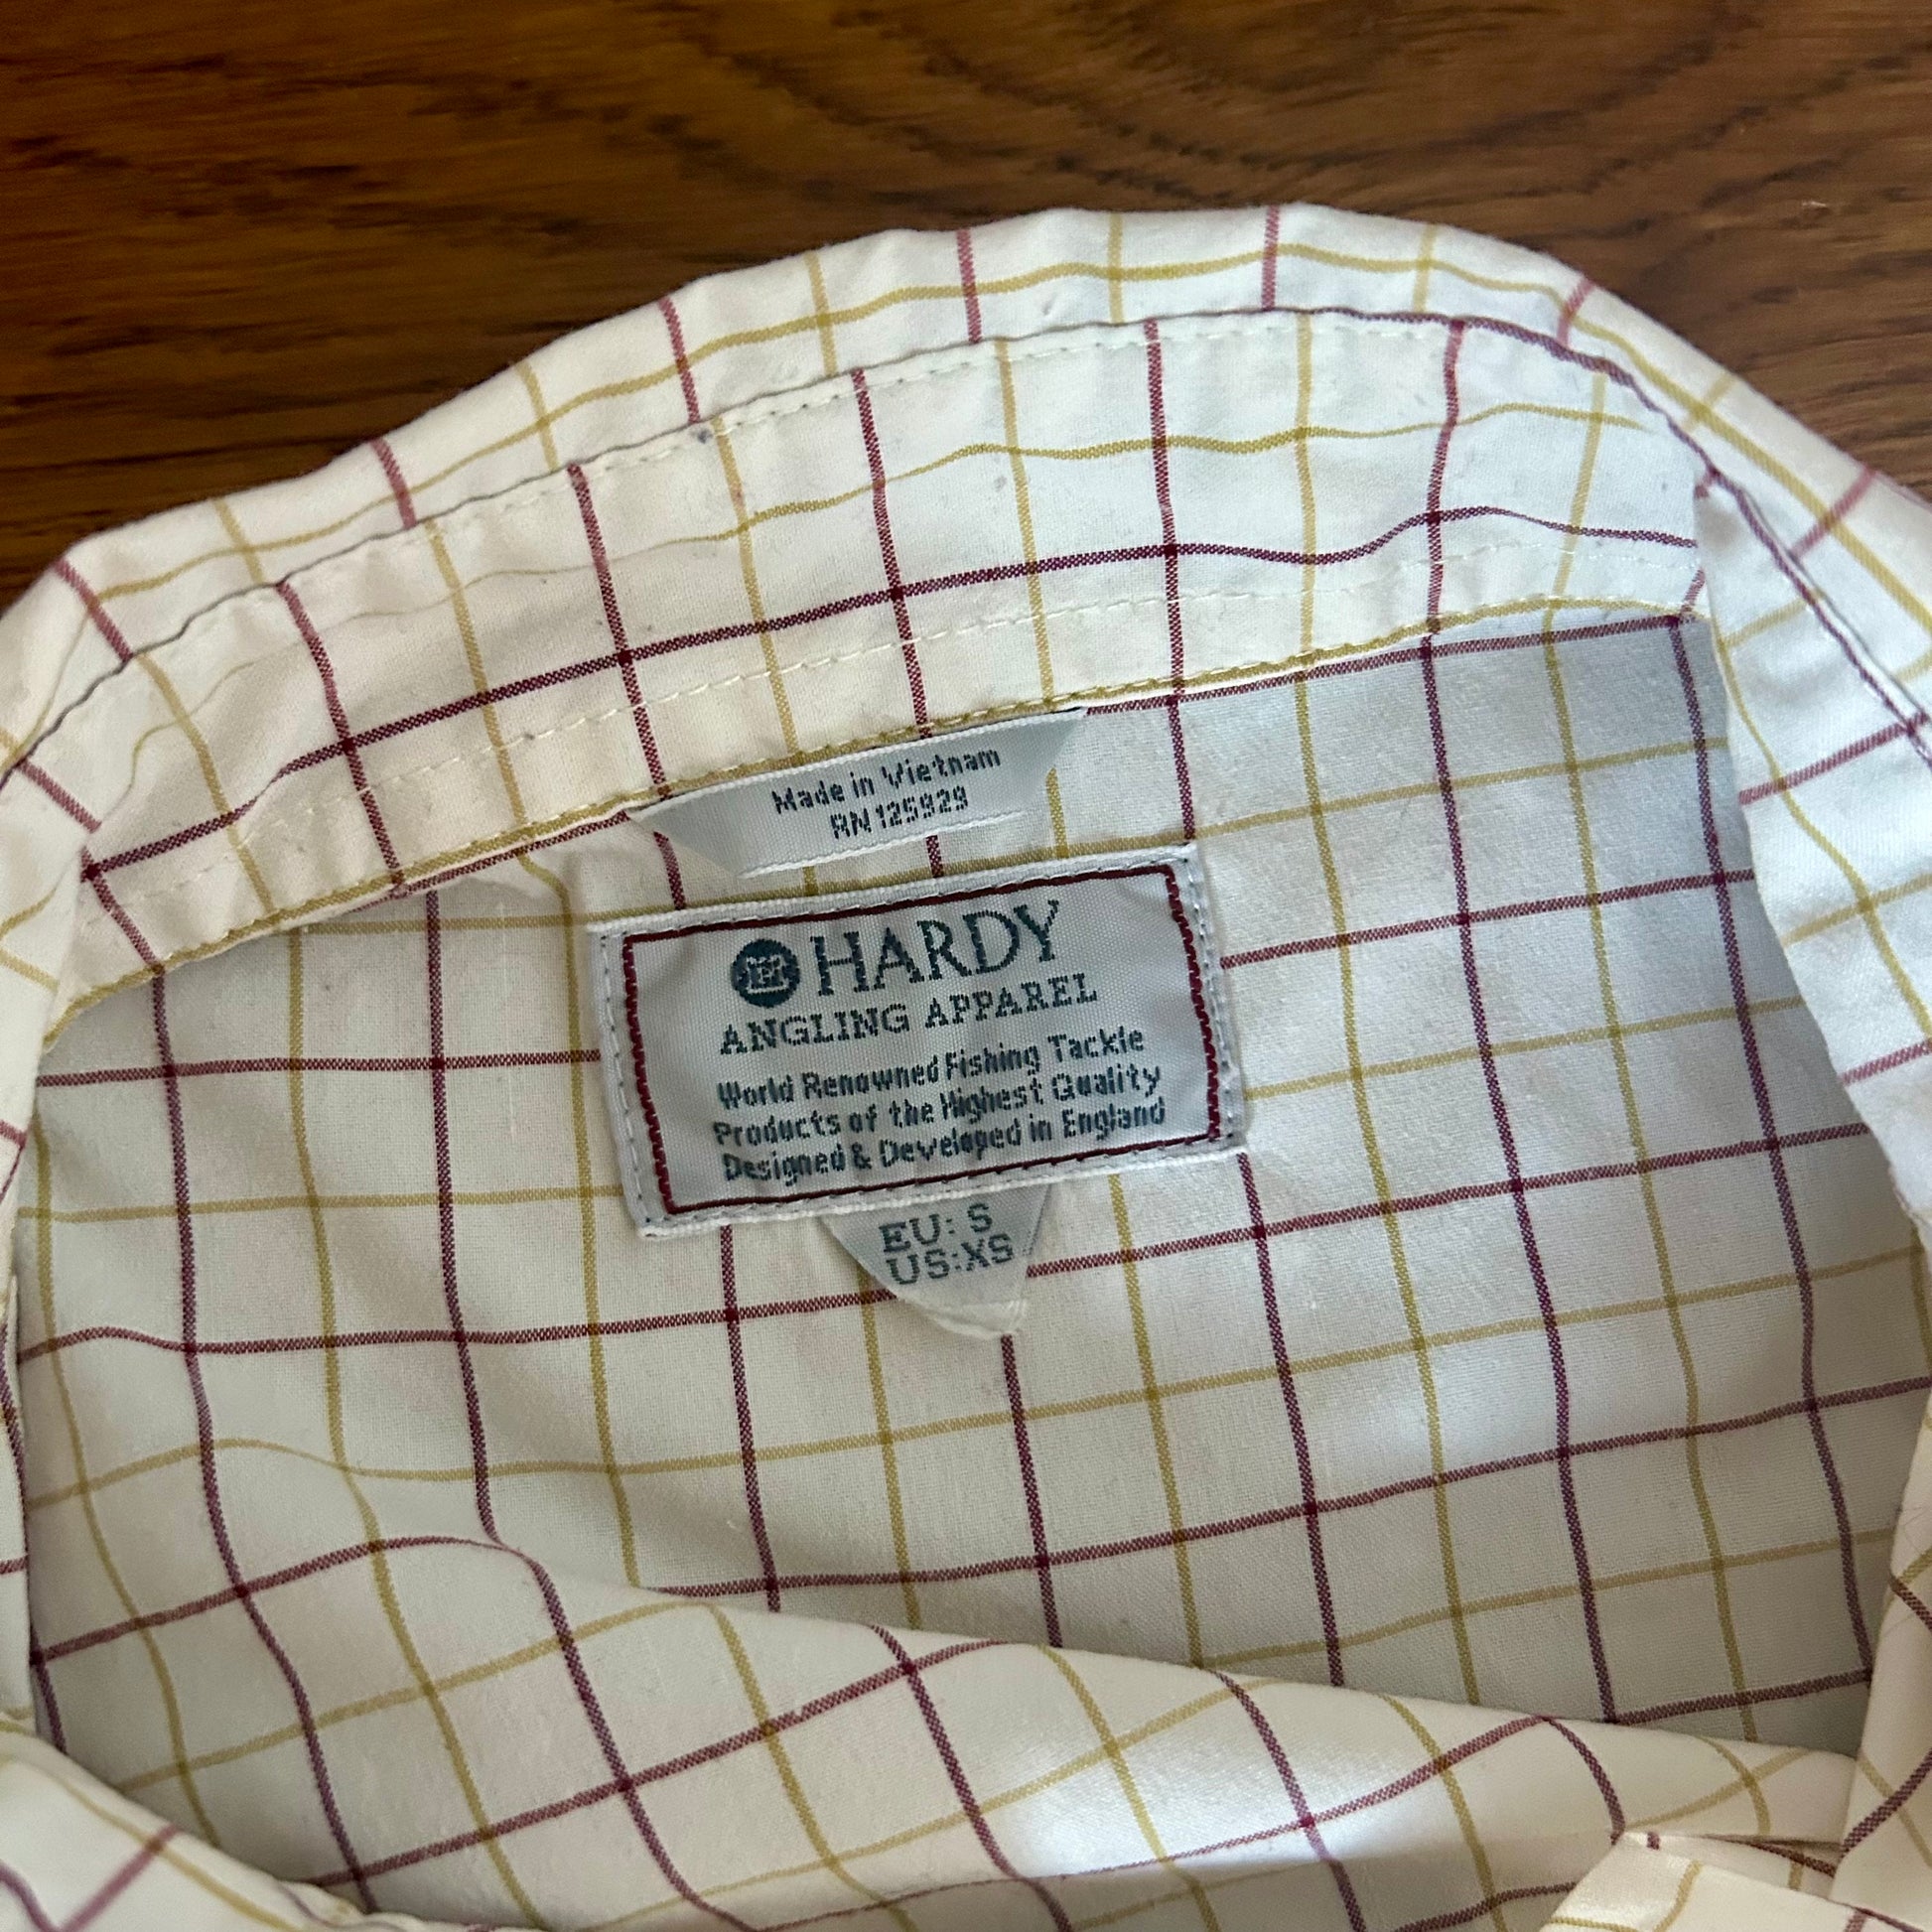 Made in Vietnam
RN 125929
HARDY
ANGLING APPAREL
World Renowned Fishing Tackle
Products of the Highest Quality
Designed & Developed in England
EU: S
US:XS